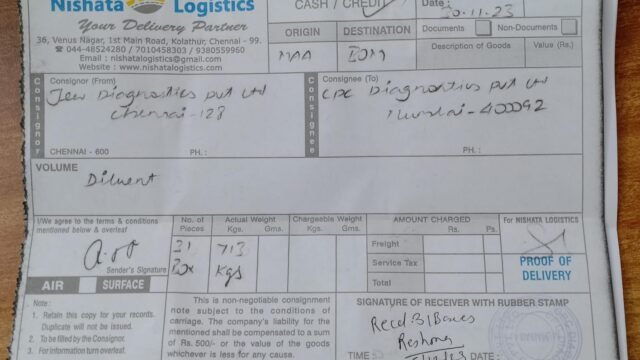 Nishata Logistics
Your Delivery Partner
36, Venus Nagar, 1st Main Road, Kolathur, Chennai - 99.
☎ 044-48524280 / 7010458303 / 9380559960
Email : nishatalogistics@gmail.com
Website : www.nishatalogistics.com
CASH / CREDIT
Date :
30.11.23
ORIGIN
DESTINATION
MAA
BOM
Documents
Non-Documents
Description of Goods
Value (Rs.)
Consignor
Consignor (From)
Diagnostics Pvt Ltd
Chennai - 128
CHENNAI - 600
PH. :
Consignee
Consignee (To)
CPC Diagnostics Pvt Ltd
Mumbai - 400092
PH. :
VOLUME
Diluent
I/We agree to the terms & conditions
mentioned below & overleaf
Sender's Signature
AIR
SURFACE
No. of Pieces
31
Box
Actual Weight
Kgs. Gms.
713
Kgs
Chargeable Weight
Kgs. Gms.
AMOUNT CHARGED
Rs. Ps.
Freight
Service Tax
Total
For NISHATA LOGISTICS
PROOF OF
DELIVERY
Note :
1. Retain this copy for your records.
Duplicate will not be issued.
2. To be filled by the Consignor.
3. For information turn overleaf.
This is non-negotiable consignment
note subject to the conditions of
carriage. The company's liability for
the mentioned shall be compensated to a sum
of Rs. 500/- or the value of the goods
whichever is less for any cause.
SIGNATURE OF RECEIVER WITH RUBBER STAMP
Recd 31 Boxes
Reshma
TIME
DATE :